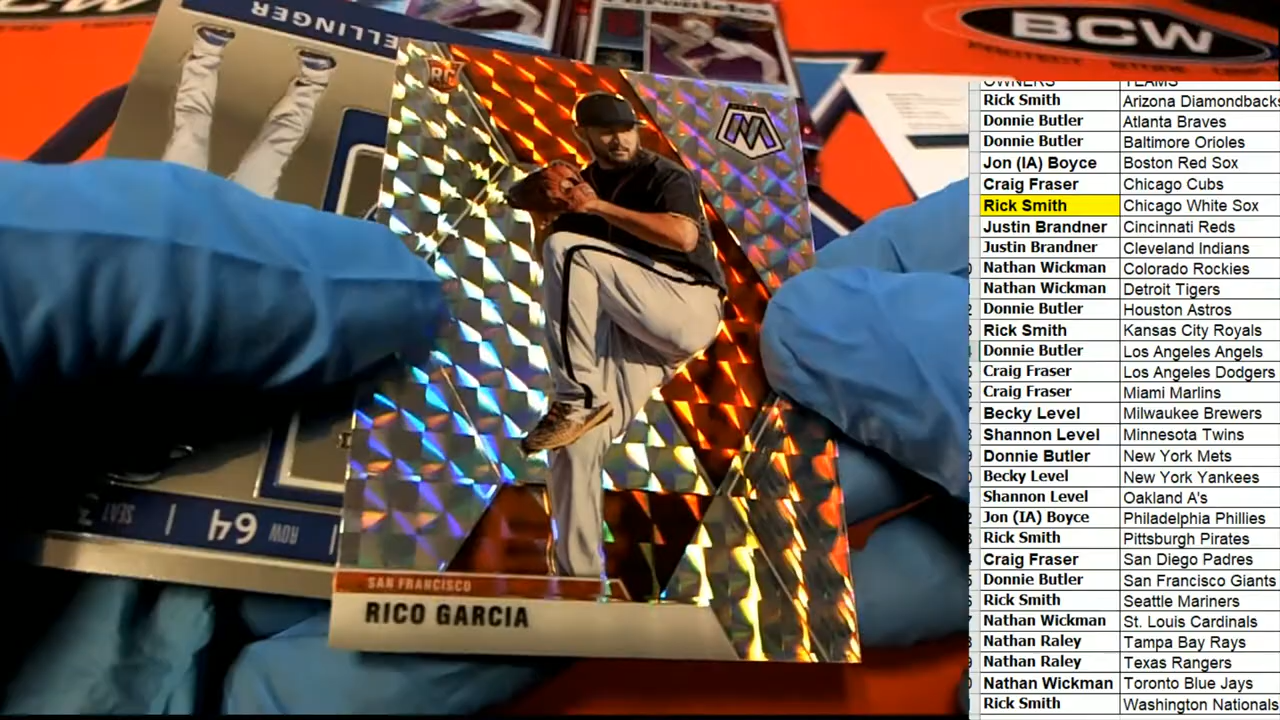 ELLINGER
BCW
RC
SAN FRANCISCO
RICO GARCIA
ROW 64
SEAT
OWNERS TEAMS
Rick Smith Arizona Diamondback
Donnie Butler Atlanta Braves
Donnie Butler Baltimore Orioles
Jon (IA) Boyce Boston Red Sox
Craig Fraser Chicago Cubs
Rick Smith Chicago White Sox
Justin Brandner Cincinnati Reds
Justin Brandner Cleveland Indians
Nathan Wickman Colorado Rockies
Nathan Wickman Detroit Tigers
Donnie Butler Houston Astros
Rick Smith Kansas City Royals
Donnie Butler Los Angeles Angels
Craig Fraser Los Angeles Dodgers
Craig Fraser Miami Marlins
Becky Level Milwaukee Brewers
Shannon Level Minnesota Twins
Donnie Butler New York Mets
Becky Level New York Yankees
Shannon Level Oakland A's
Jon (IA) Boyce Philadelphia Phillies
Rick Smith Pittsburgh Pirates
Craig Fraser San Diego Padres
Donnie Butler San Francisco Giants
Rick Smith Seattle Mariners
Nathan Wickman St. Louis Cardinals
Nathan Raley Tampa Bay Rays
Nathan Raley Texas Rangers
Nathan Wickman Toronto Blue Jays
Rick Smith Washington Nationals